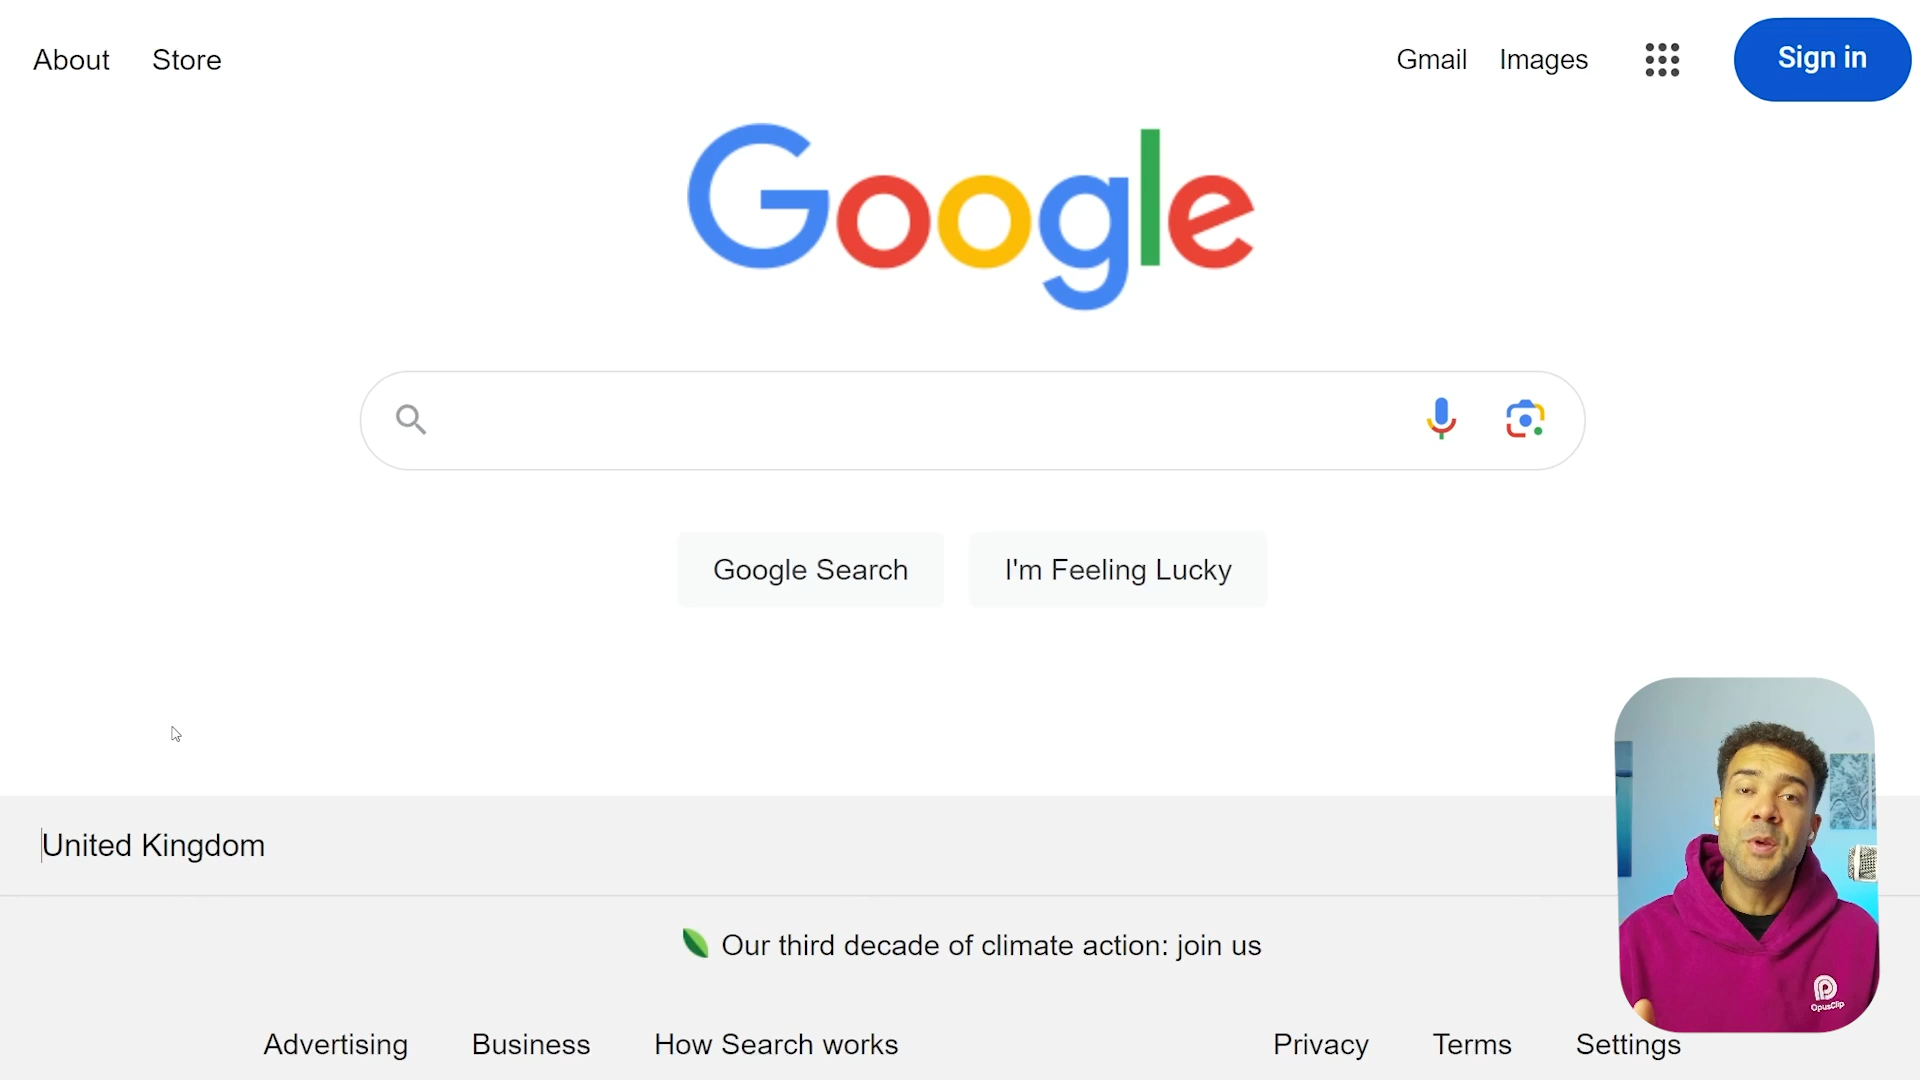 About Store Gmail Images Sign in
Google
Google Search I'm Feeling Lucky
United Kingdom
Our third decade of climate action: join us
OpusClip
Advertising Business How Search works Privacy Terms Settings